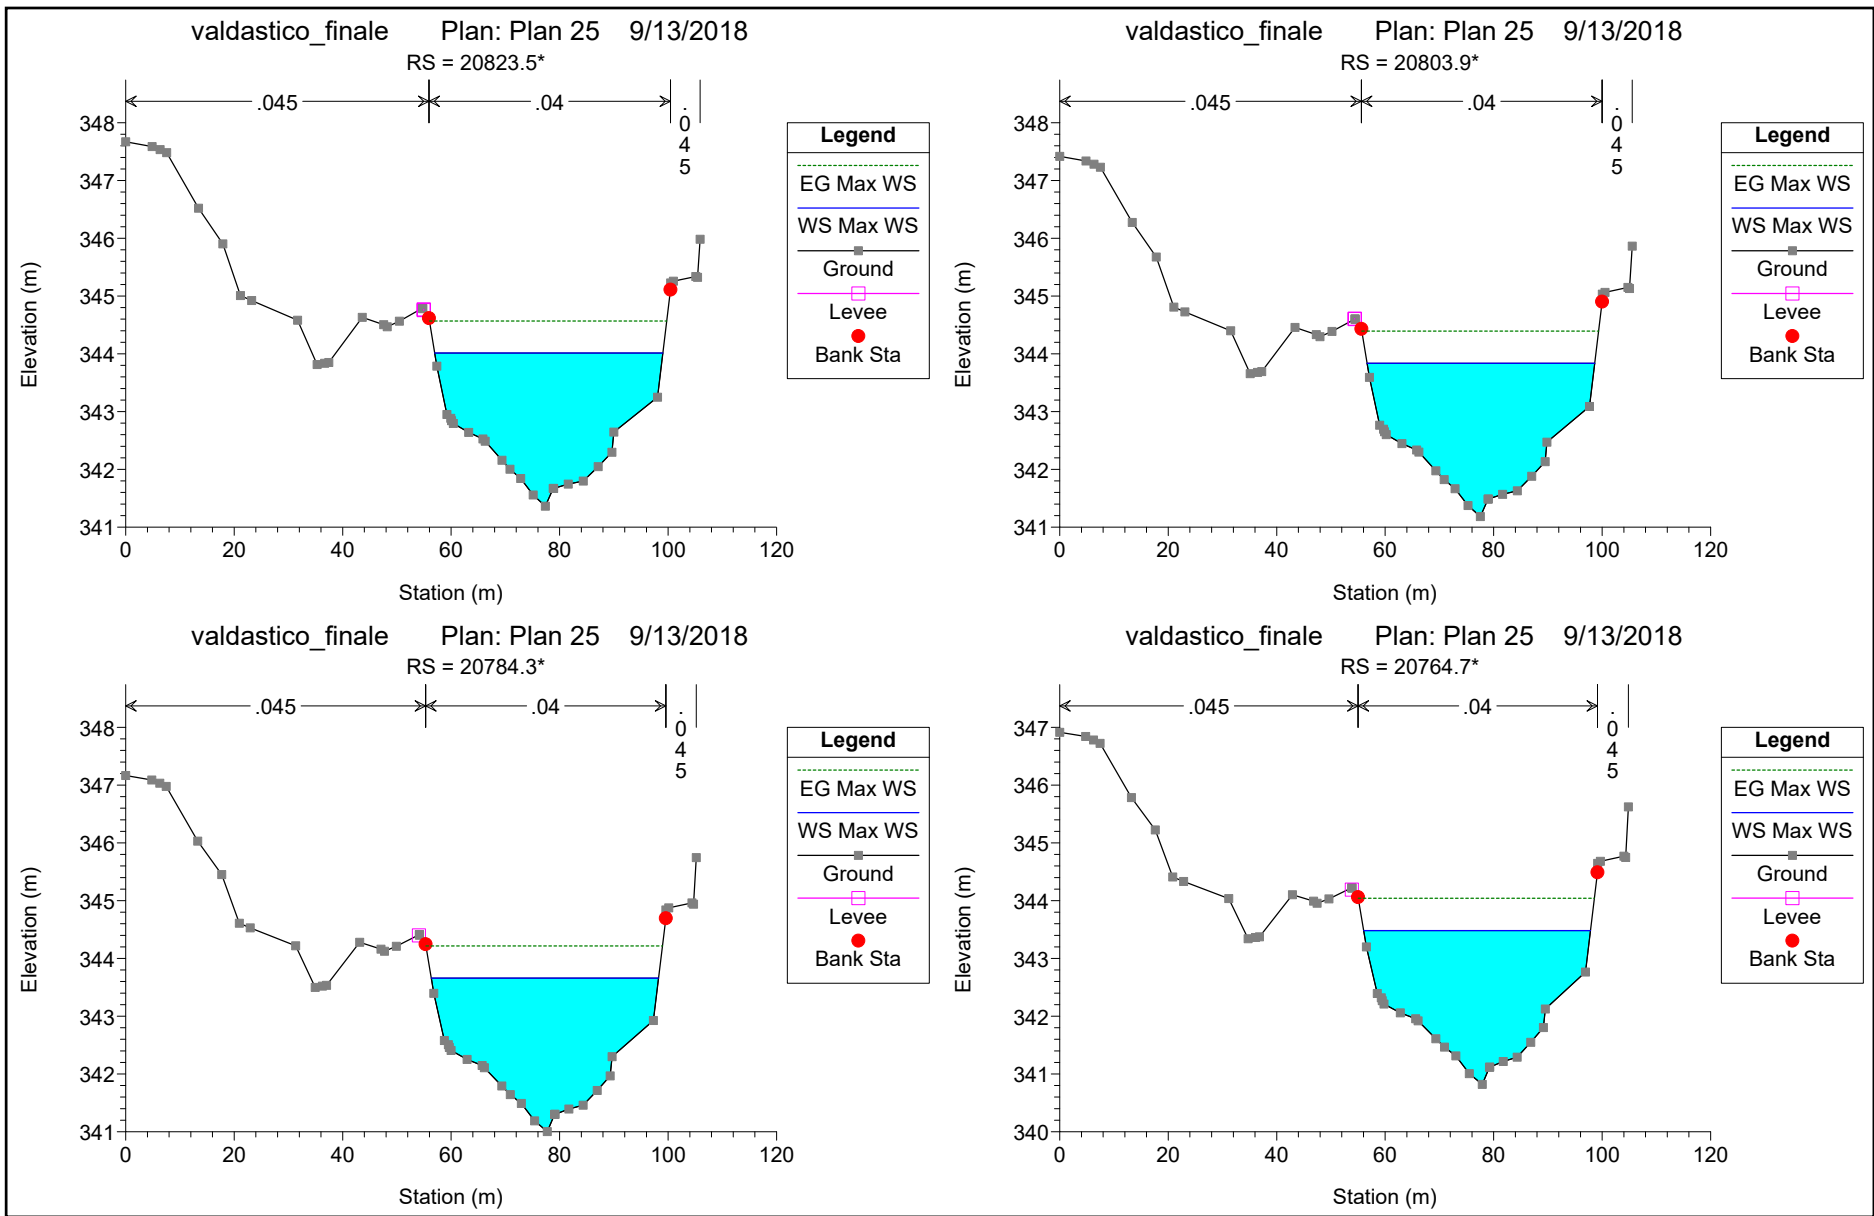 valdastico_finale Plan: Plan 25 9/13/2018
RS = 20823.5*
.045
.04
.
0
4
5
348
347
346
345
344
343
342
341
0 20 40 60 80 100 120
Elevation (m)
Station (m)
Legend
EG Max WS
WS Max WS
Ground
Levee
Bank Sta
valdastico_finale Plan: Plan 25 9/13/2018
RS = 20803.9*
.045
.04
.
0
4
5
348
347
346
345
344
343
342
341
0 20 40 60 80 100 120
Elevation (m)
Station (m)
Legend
EG Max WS
WS Max WS
Ground
Levee
Bank Sta
valdastico_finale Plan: Plan 25 9/13/2018
RS = 20784.3*
.045
.04
.
0
4
5
348
347
346
345
344
343
342
341
0 20 40 60 80 100 120
Elevation (m)
Station (m)
Legend
EG Max WS
WS Max WS
Ground
Levee
Bank Sta
valdastico_finale Plan: Plan 25 9/13/2018
RS = 20764.7*
.045
.04
.
0
4
5
347
346
345
344
343
342
341
340
0 20 40 60 80 100 120
Elevation (m)
Station (m)
Legend
EG Max WS
WS Max WS
Ground
Levee
Bank Sta